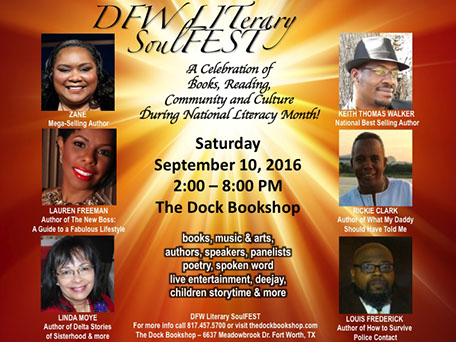 DFW LITerary
SoulFEST
A Celebration of
Books, Reading,
Community and Culture
During National Literacy Month!
ZANE
Mega-Selling Author
KEITH THOMAS WALKER
National Best Selling Author
Saturday
September 10, 2016
2:00 – 8:00 PM
The Dock Bookshop
LAUREN FREEMAN
Author of The New Boss:
A Guide to a Fabulous Lifestyle
RICKIE CLARK
Author of What My Daddy
Should Have Told Me
books, music & arts,
authors, speakers, panelists
poetry, spoken word
live entertainment, deejay,
children storytime & more
LINDA MOYE
Author of Delta Stories
of Sisterhood & more
LOUIS FREDERICK
Author of How to Survive
Police Contact
DFW Literary SoulFEST
For more info call 817.457.5700 or visit thedockbookshop.com
The Dock Bookshop – 6637 Meadowbrook Dr. Fort Worth, TX